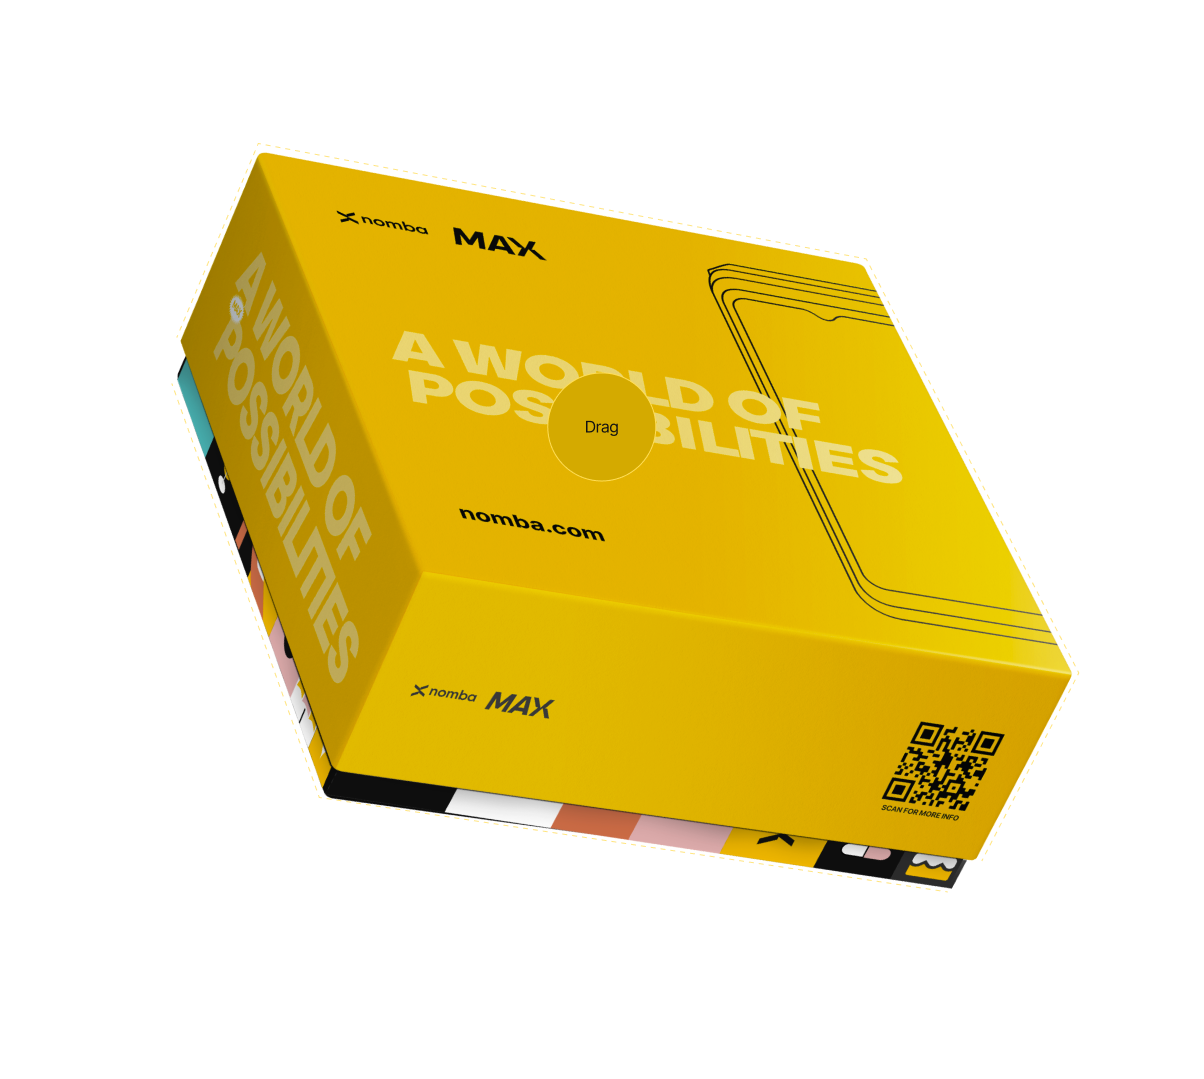 nomba MAX
A WORLD OF
POSSIBILITIES
Drag
nomba.com
A WORLD OF
POSSIBILITIES
nomba MAX
SCAN FOR MORE INFO